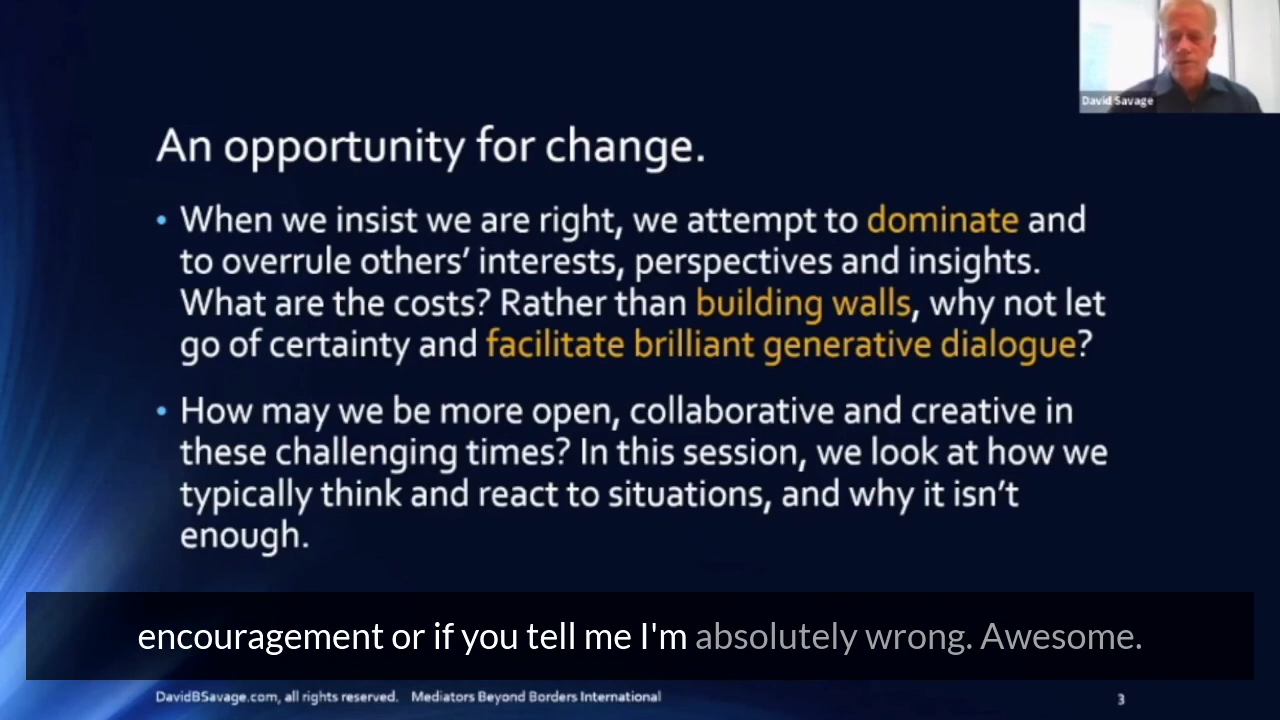 David Savage
An opportunity for change.
• When we insist we are right, we attempt to dominate and
to overrule others’ interests, perspectives and insights.
What are the costs? Rather than building walls, why not let
go of certainty and facilitate brilliant generative dialogue?
• How may we be more open, collaborative and creative in
these challenging times? In this session, we look at how we
typically think and react to situations, and why it isn’t
enough.
encouragement or if you tell me I'm absolutely wrong. Awesome.
DavidBSavage.com, all rights reserved. Mediators Beyond Borders International
3